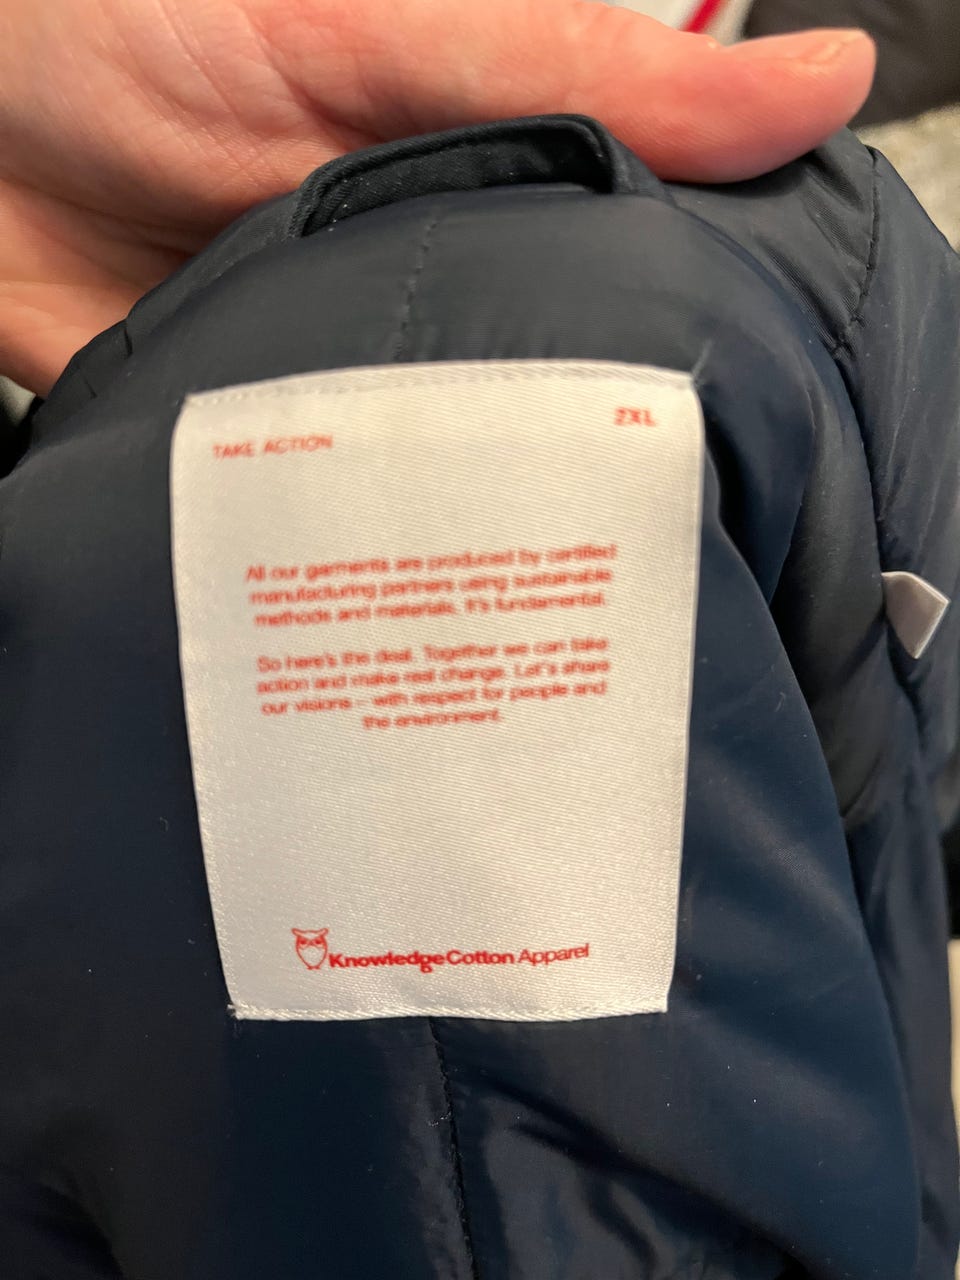 TAKE ACTION
2XL
All our garments are produced by certified
manufacturing partners using sustainable
methods and materials. It's fundamental.
So here's the deal. Together we can take
action and make real change. Let's share
our visions – with respect for people and
the environment.
KnowledgeCotton Apparel